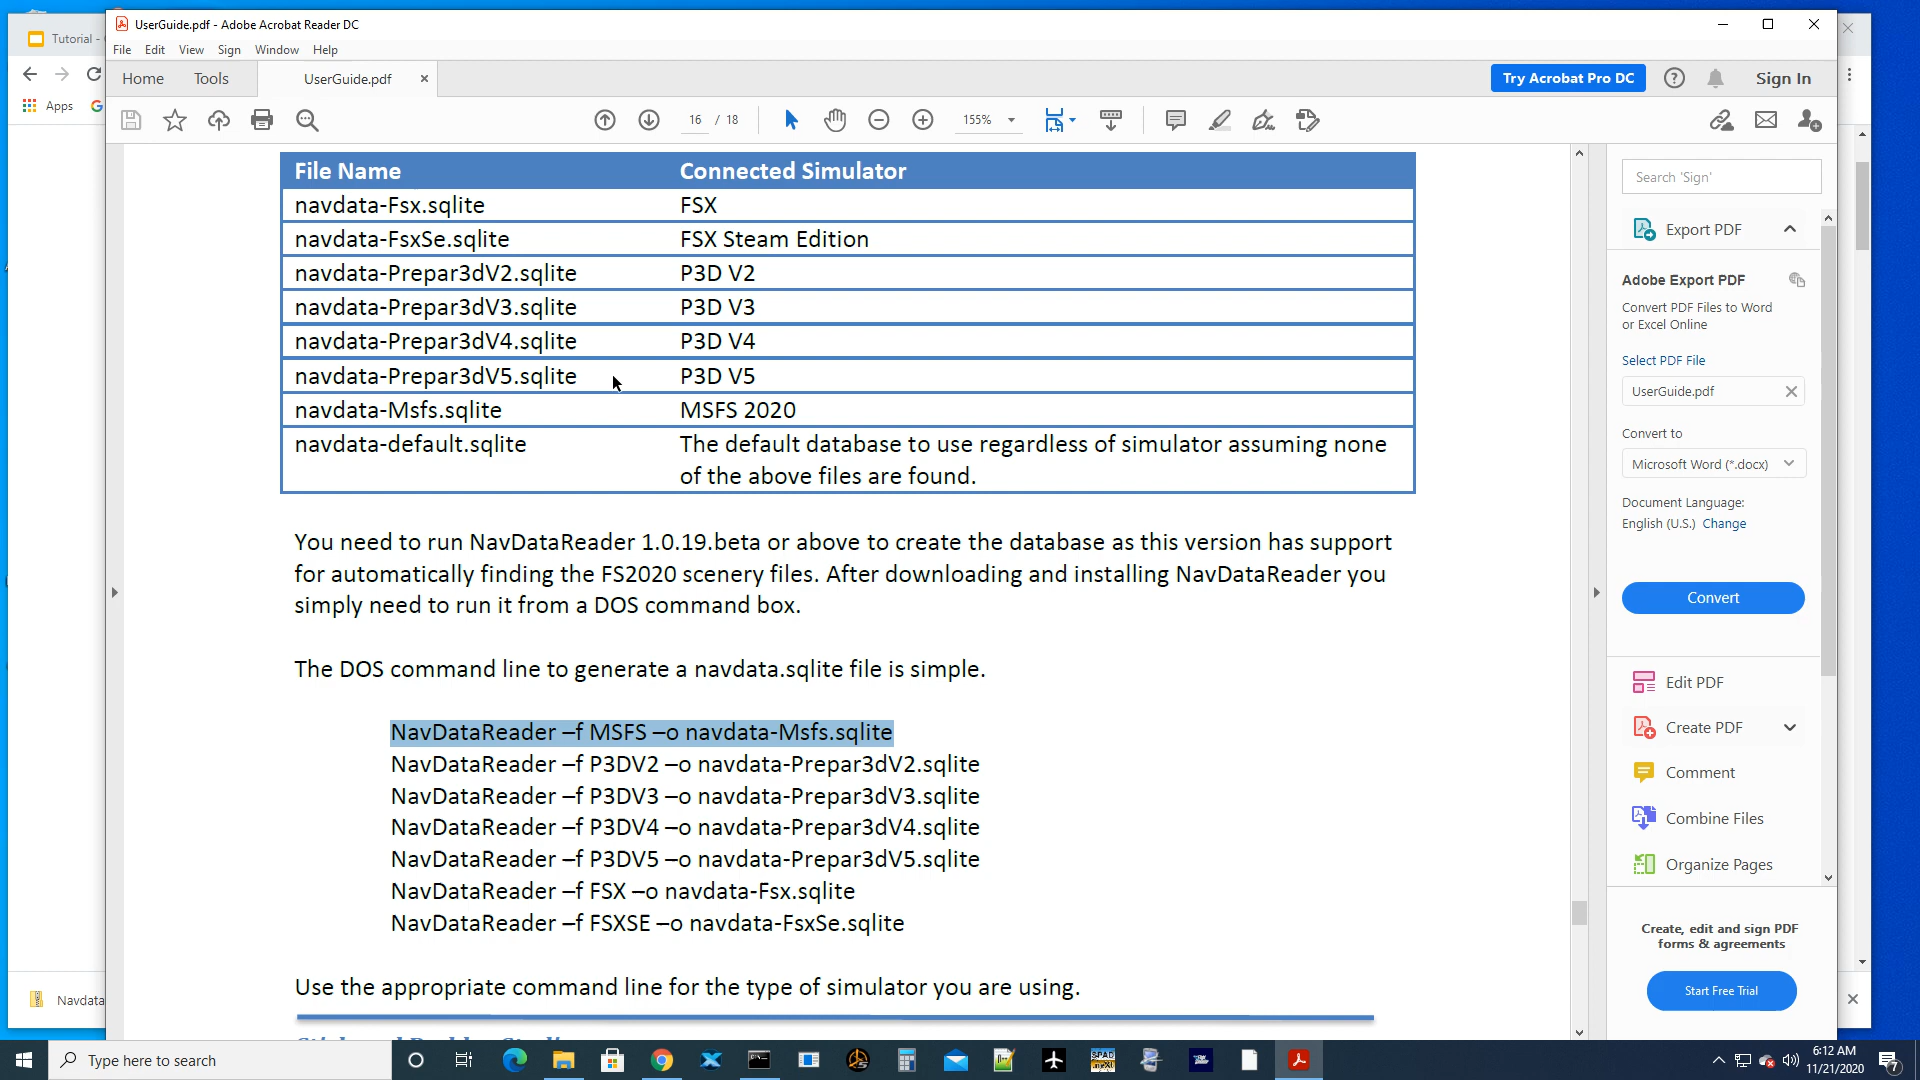 Tutorial -
UserGuide.pdf - Adobe Acrobat Reader DC
File Edit View Sign Window Help
Home Tools UserGuide.pdf × Try Acrobat Pro DC Sign In
16 / 18 155%
Apps
File Name Connected Simulator
navdata-Fsx.sqlite FSX
navdata-FsxSe.sqlite FSX Steam Edition
navdata-Prepar3dV2.sqlite P3D V2
navdata-Prepar3dV3.sqlite P3D V3
navdata-Prepar3dV4.sqlite P3D V4
navdata-Prepar3dV5.sqlite P3D V5
navdata-Msfs.sqlite MSFS 2020
navdata-default.sqlite The default database to use regardless of simulator assuming none
of the above files are found.
You need to run NavDataReader 1.0.19.beta or above to create the database as this version has support
for automatically finding the FS2020 scenery files. After downloading and installing NavDataReader you
simply need to run it from a DOS command box.
The DOS command line to generate a navdata.sqlite file is simple.
NavDataReader –f MSFS –o navdata-Msfs.sqlite
NavDataReader –f P3DV2 –o navdata-Prepar3dV2.sqlite
NavDataReader –f P3DV3 –o navdata-Prepar3dV3.sqlite
NavDataReader –f P3DV4 –o navdata-Prepar3dV4.sqlite
NavDataReader –f P3DV5 –o navdata-Prepar3dV5.sqlite
NavDataReader –f FSX –o navdata-Fsx.sqlite
NavDataReader –f FSXSE –o navdata-FsxSe.sqlite
Use the appropriate command line for the type of simulator you are using.
Search 'Sign'
Export PDF
Adobe Export PDF
Convert PDF Files to Word
or Excel Online
Select PDF File
UserGuide.pdf
Convert to
Microsoft Word (*.docx)
Document Language:
English (U.S.) Change
Convert
Edit PDF
Create PDF
Comment
Combine Files
Organize Pages
Create, edit and sign PDF
forms & agreements
Start Free Trial
Navdata
Type here to search
SPAD
6:12 AM
11/21/2020
7